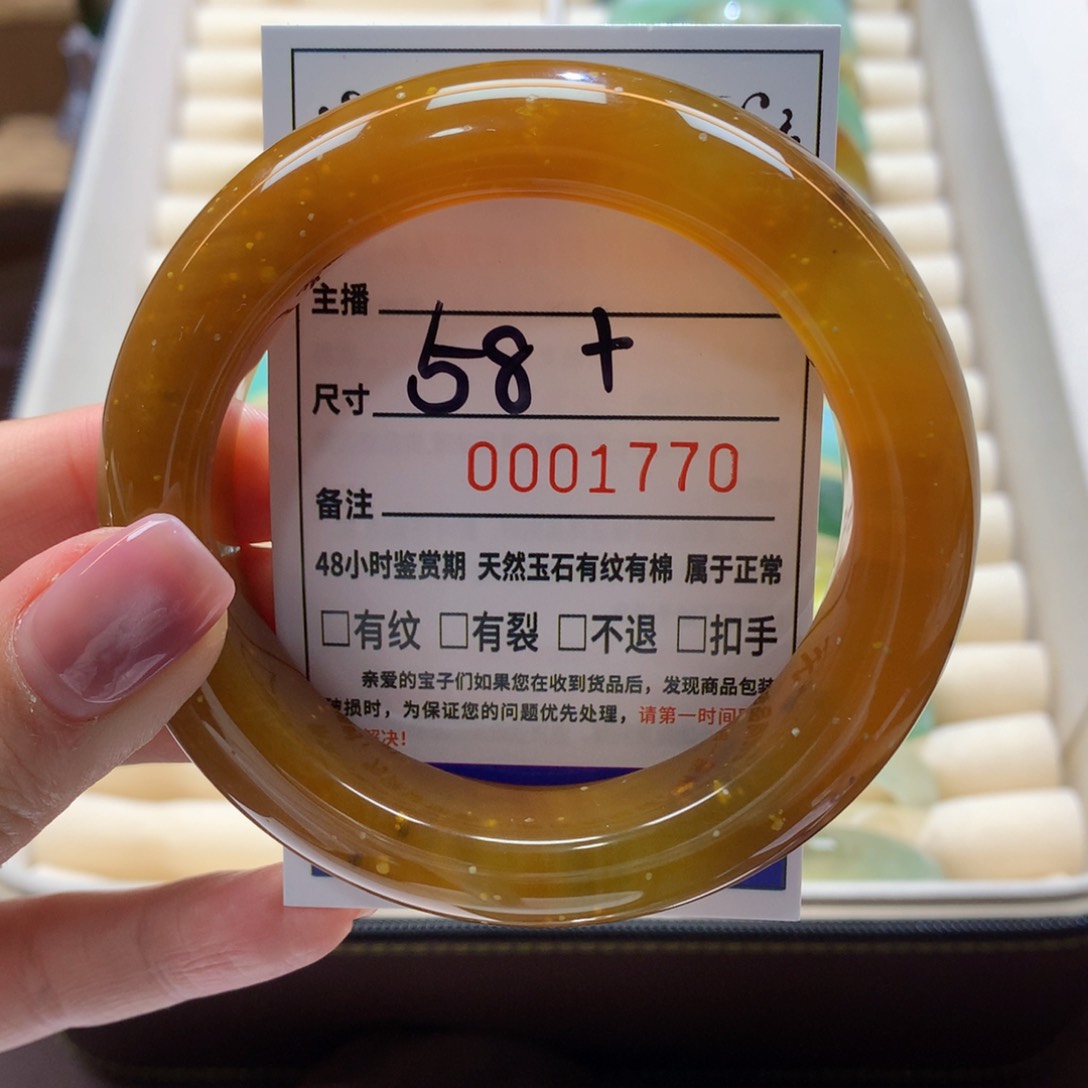 主播
尺寸 58+
0001770
备注
48小时鉴赏期 天然玉石有纹有棉 属于正常
□有纹 □有裂 □不退 □扣手
亲爱的宝子们如果您在收到货品后，发现商品包装
破损时，为保证您的问题优先处理，请第一时间
解决!